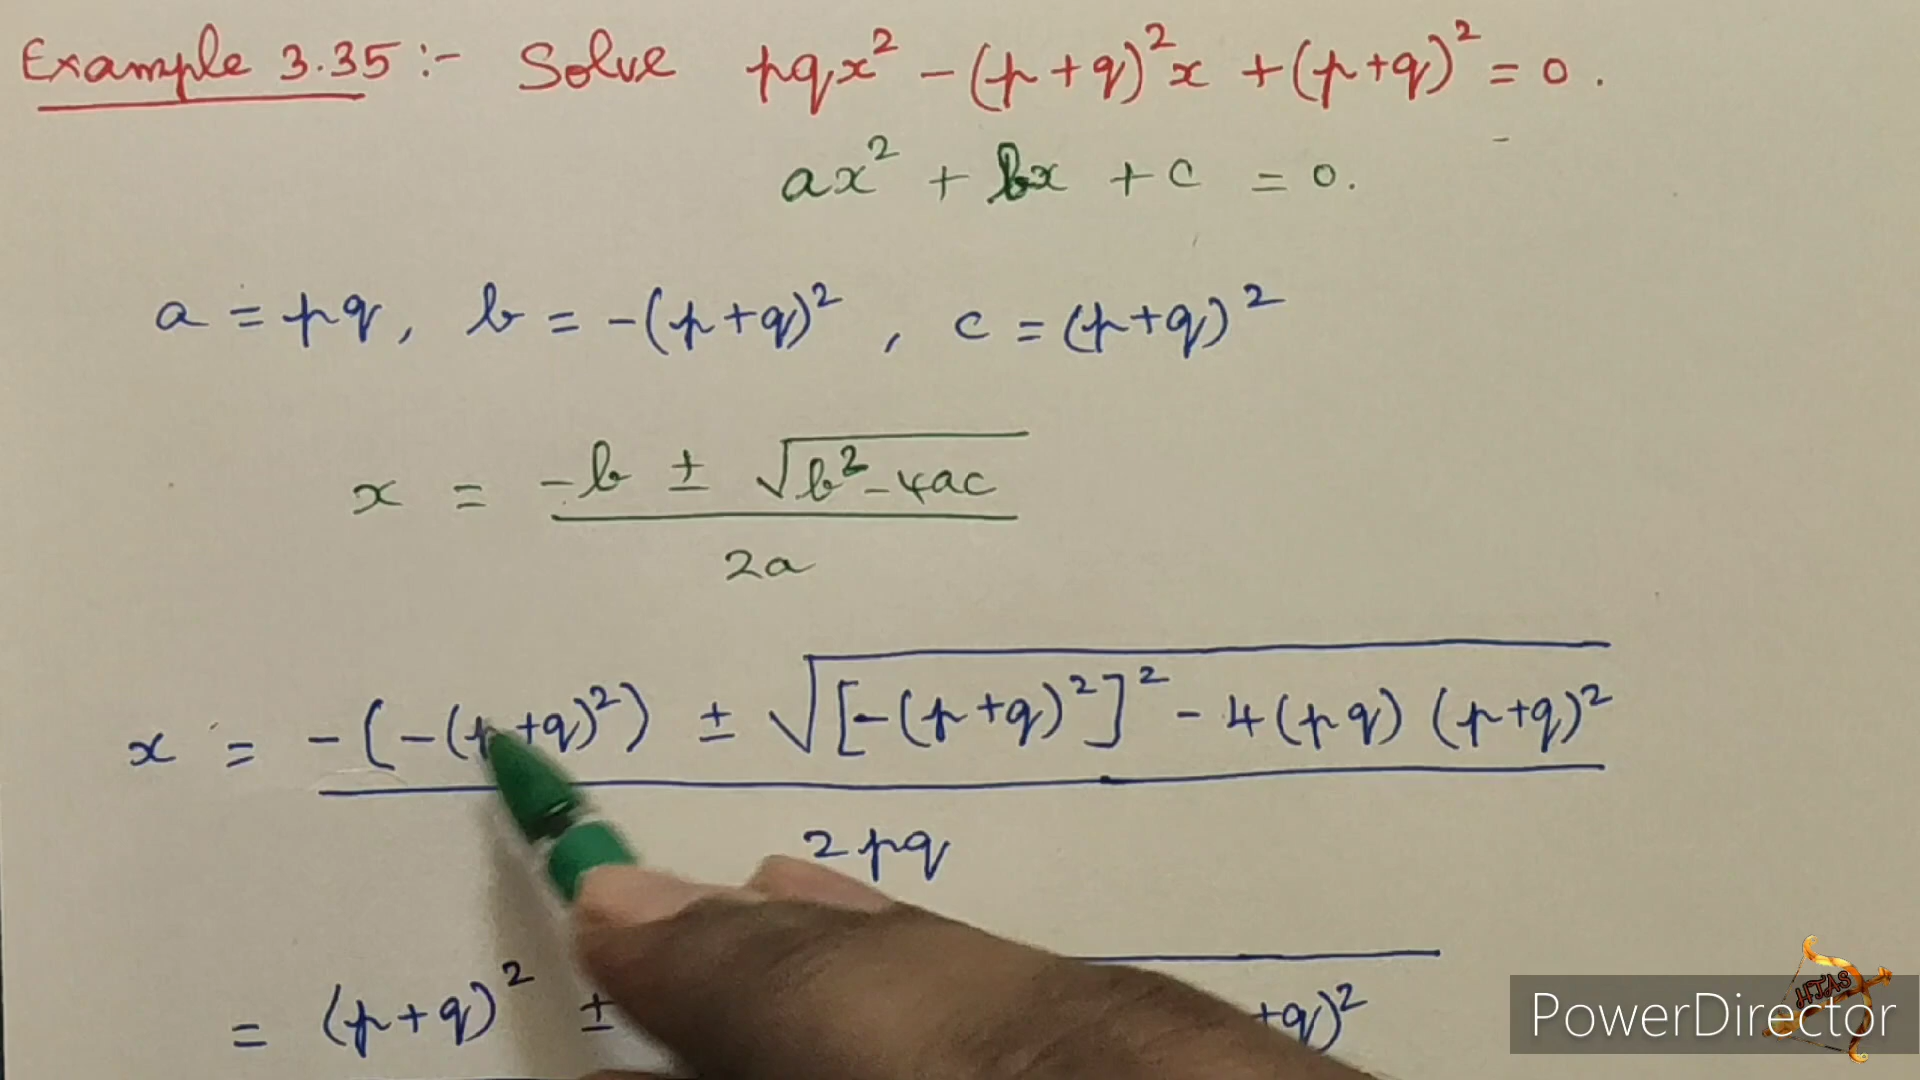 Example 3.35 :- Solve pqx² - (p+q)²x + (p+q)² = 0.
ax² + bx + c = 0.
a = pq, b = -(p+q)², c = (p+q)²
x = -b ± √b²-4ac
2a
x = -(-(p+q)²) ± √[-(p+q)²]² - 4(pq)(p+q)²
2pq
= (p+q)² ± +q)²
HTAS
PowerDirector